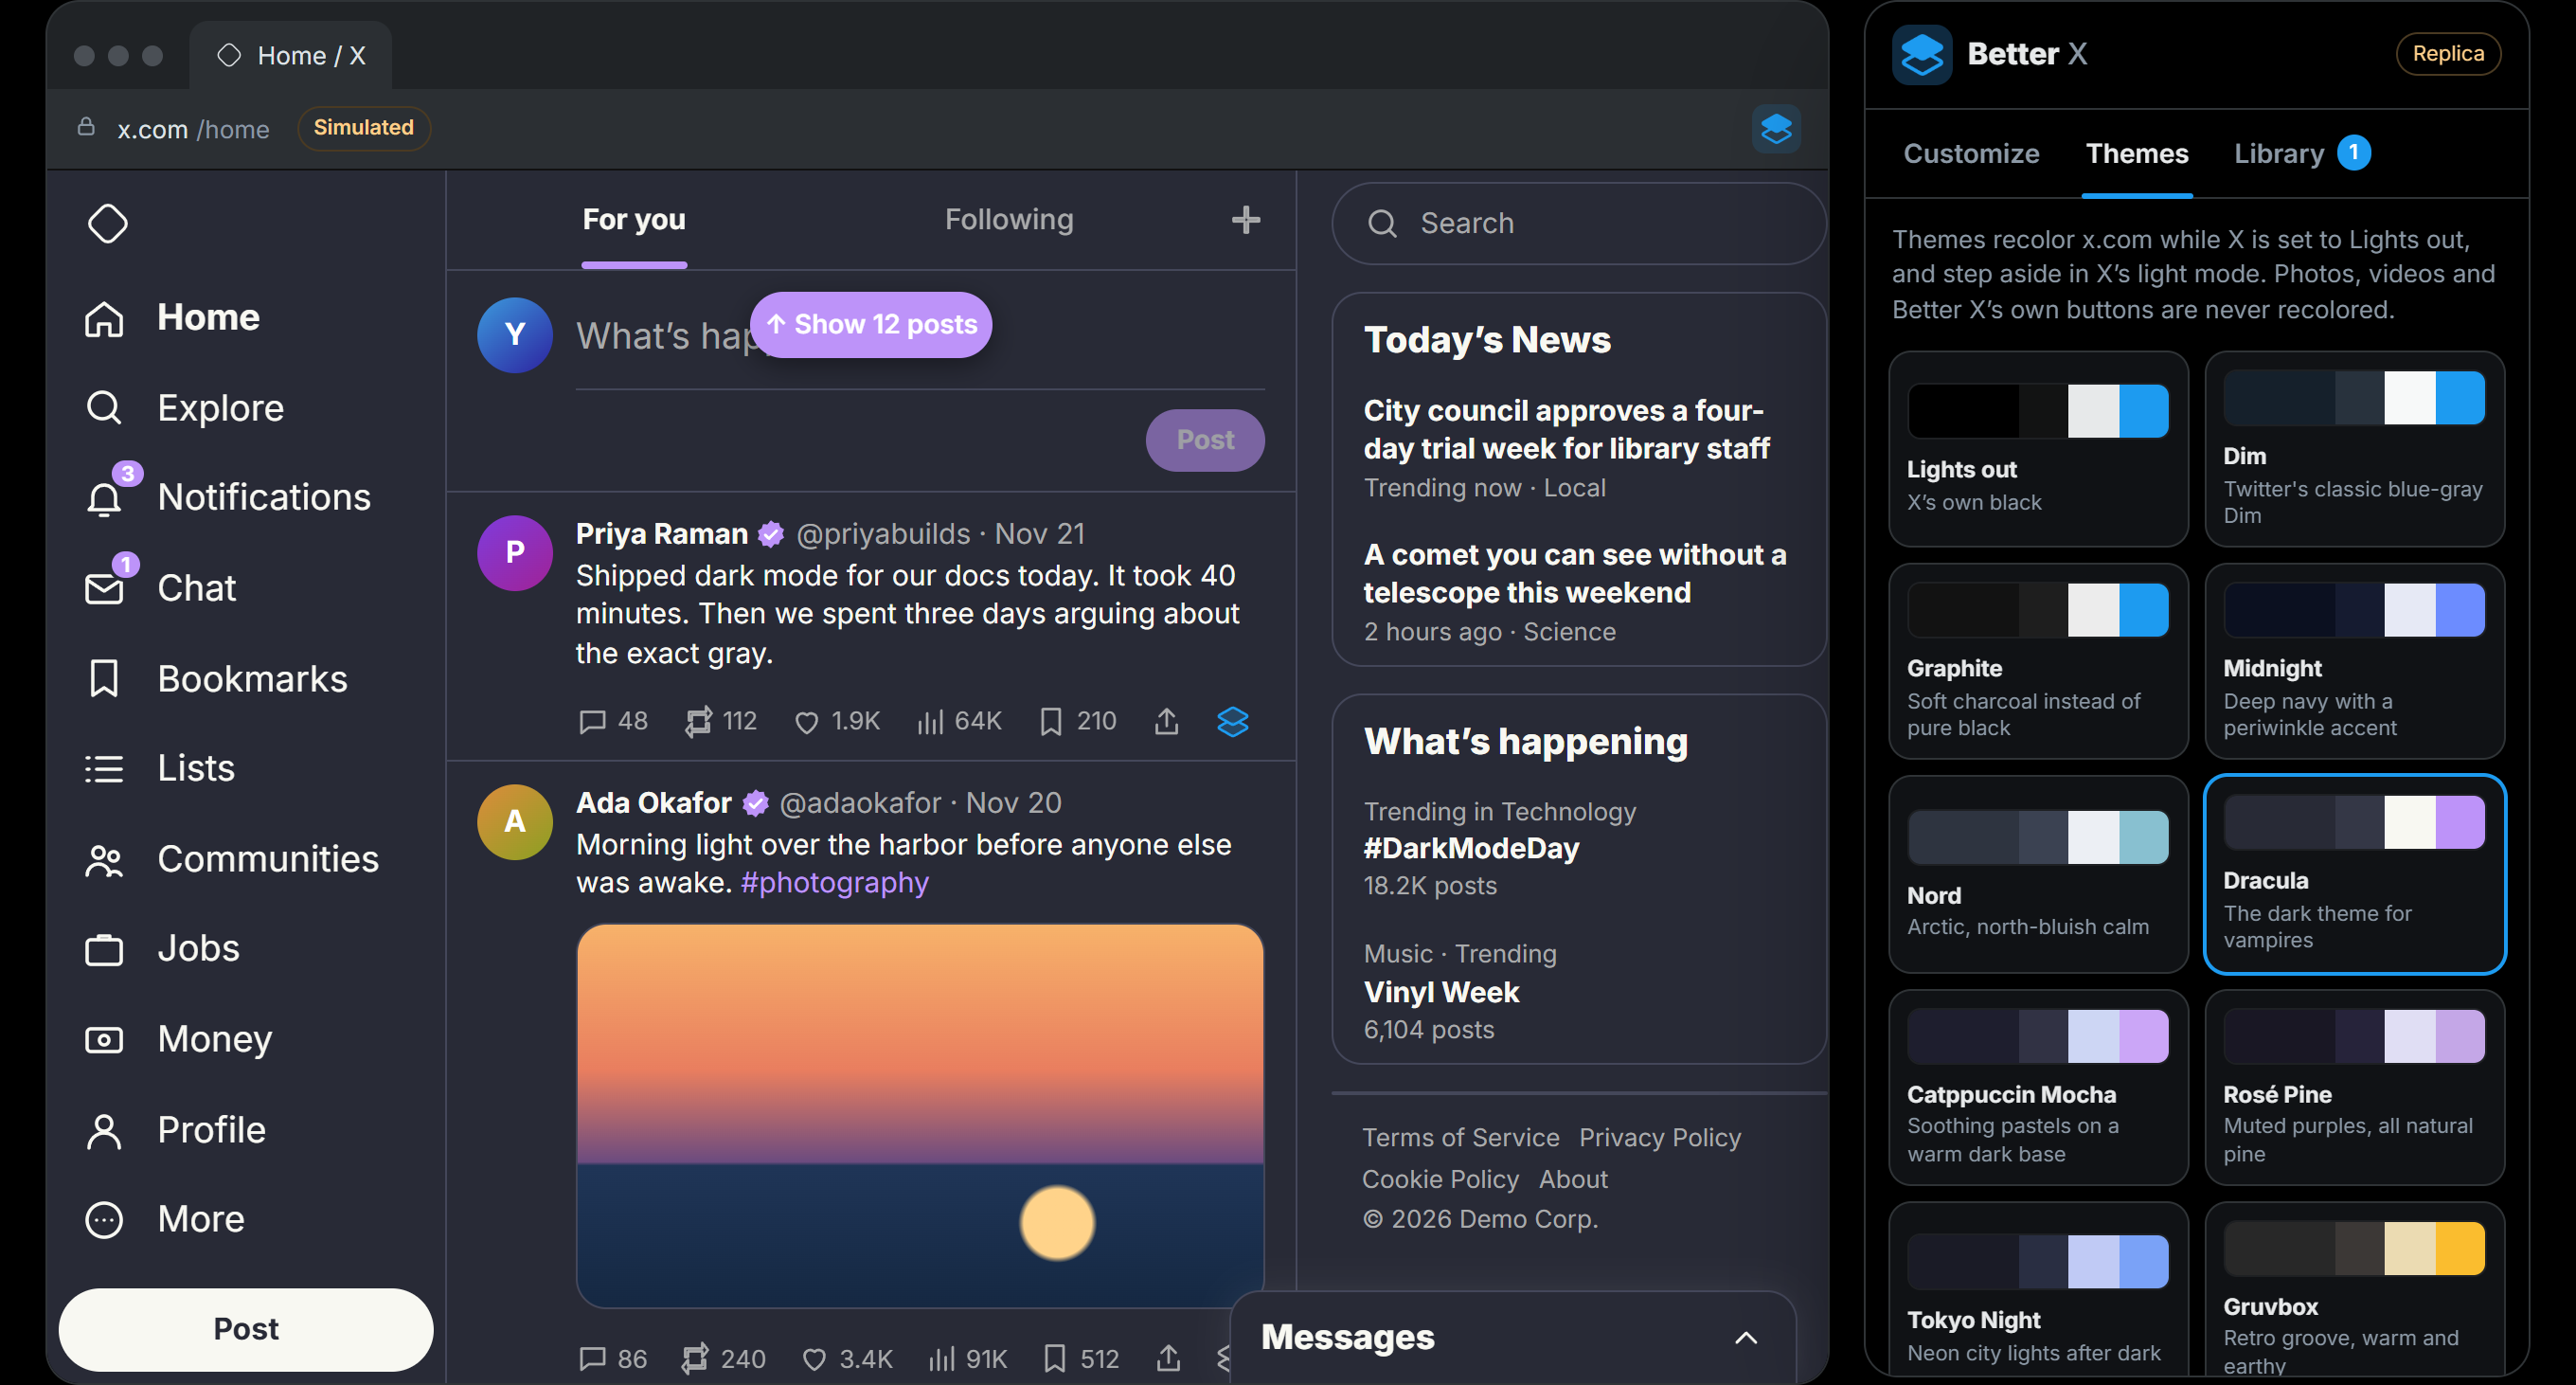 Home / X
x.com /home
Simulated
Home
Explore
3
Notifications
1
Chat
Bookmarks
Lists
Communities
Jobs
Money
Profile
More
Post
For you
Following
Y
What’s hap
Show 12 posts
Post
P
Priya Raman @priyabuilds · Nov 21
Shipped dark mode for our docs today. It took 40
minutes. Then we spent three days arguing about
the exact gray.
48 112 1.9K 64K 210
A
Ada Okafor @adaokafor · Nov 20
Morning light over the harbor before anyone else
was awake. #photography
86 240 3.4K 91K 512
Search
Today’s News
City council approves a four-
day trial week for library staff
Trending now · Local
A comet you can see without a
telescope this weekend
2 hours ago · Science
What’s happening
Trending in Technology
#DarkModeDay
18.2K posts
Music · Trending
Vinyl Week
6,104 posts
Terms of Service Privacy Policy
Cookie Policy About
© 2026 Demo Corp.
Messages
Better X
Replica
Customize Themes Library 1
Themes recolor x.com while X is set to Lights out,
and step aside in X’s light mode. Photos, videos and
Better X’s own buttons are never recolored.
Lights out
X’s own black
Dim
Twitter's classic blue-gray
Dim
Graphite
Soft charcoal instead of
pure black
Midnight
Deep navy with a
periwinkle accent
Nord
Arctic, north-bluish calm
Dracula
The dark theme for
vampires
Catppuccin Mocha
Soothing pastels on a
warm dark base
Rosé Pine
Muted purples, all natural
pine
Tokyo Night
Neon city lights after dark
Gruvbox
Retro groove, warm and
earthy